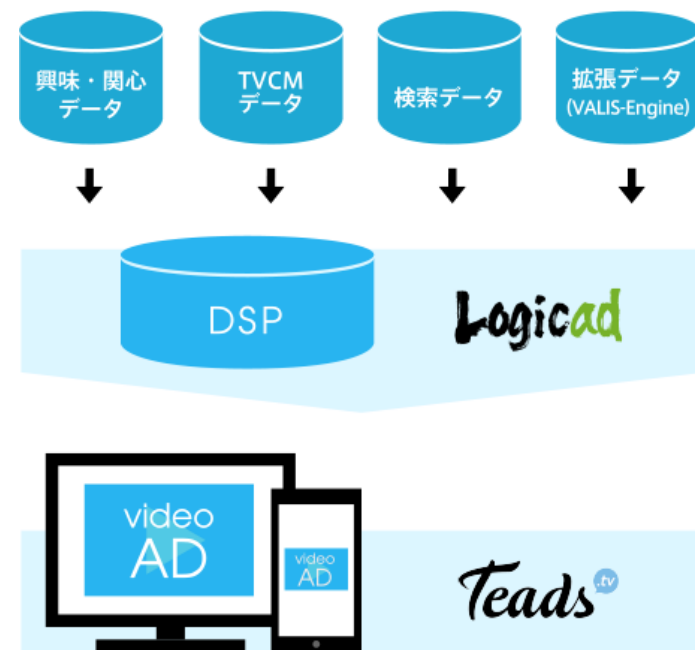 興味・関心
データ
TVCM
データ
検索データ
拡張データ
(VALIS-Engine)
DSP
Logicad
video
AD
video
AD
Teads.tv